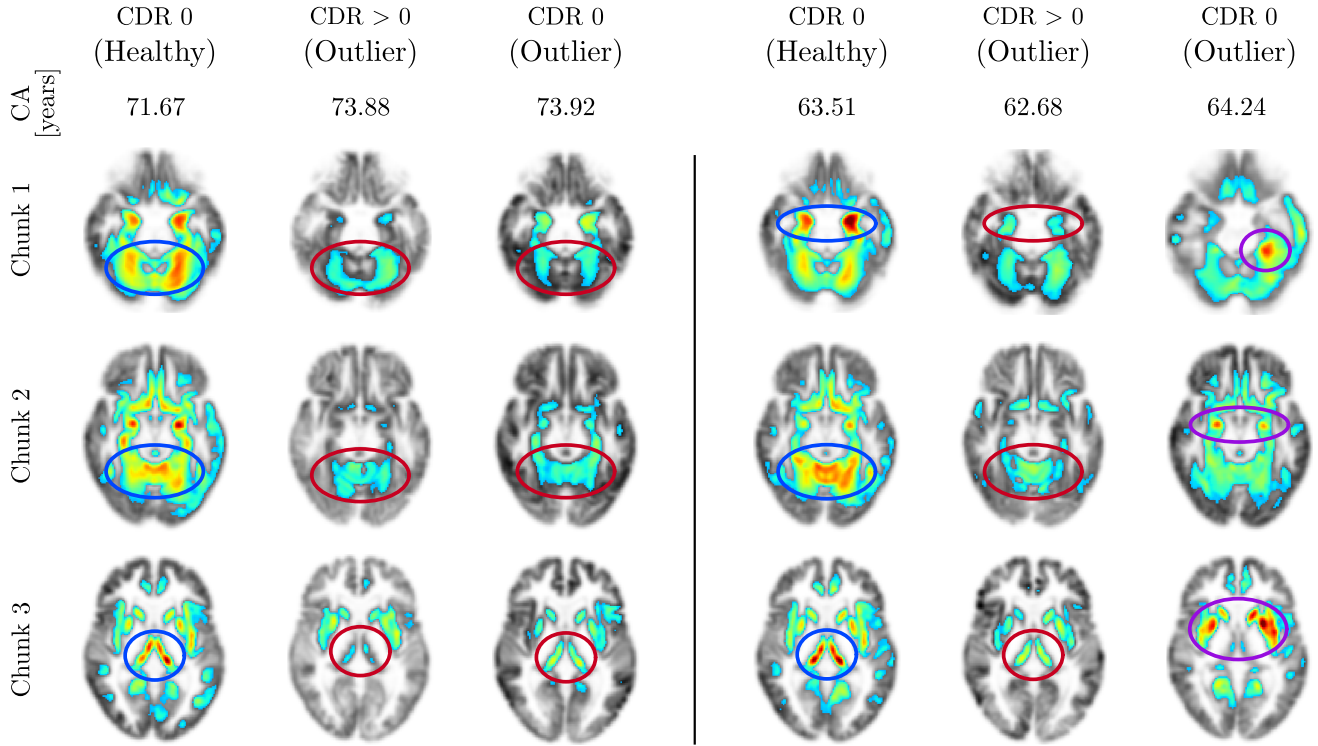 CDR 0 CDR > 0 CDR 0 CDR 0 CDR > 0 CDR 0
(Healthy) (Outlier) (Outlier) (Healthy) (Outlier) (Outlier)
CA
[years]
71.67 73.88 73.92 63.51 62.68 64.24
Chunk 1
Chunk 2
Chunk 3